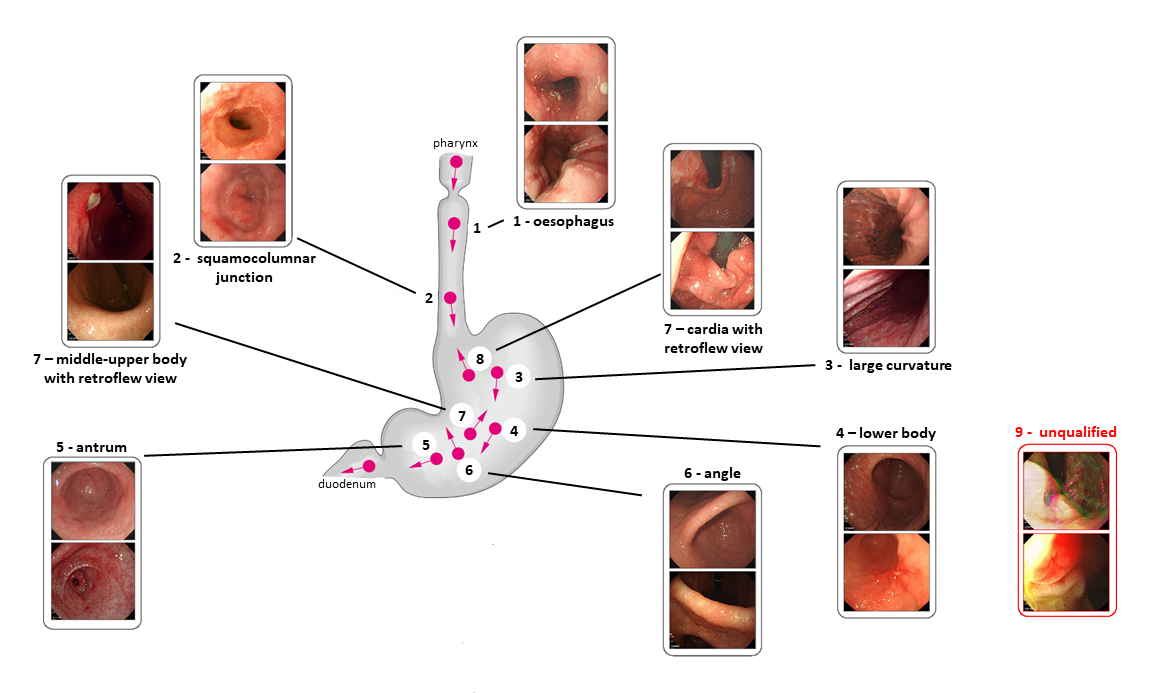 pharynx
1
1 - oesophagus
2 -  squamocolumnar
junction
2
7 – middle-upper body
with retroflew view
7 – cardia with
retroflew view
8
3
3 -  large curvature
7
4
4 – lower body
9 -  unqualified
5 - antrum
5
6
6 - angle
duodenum